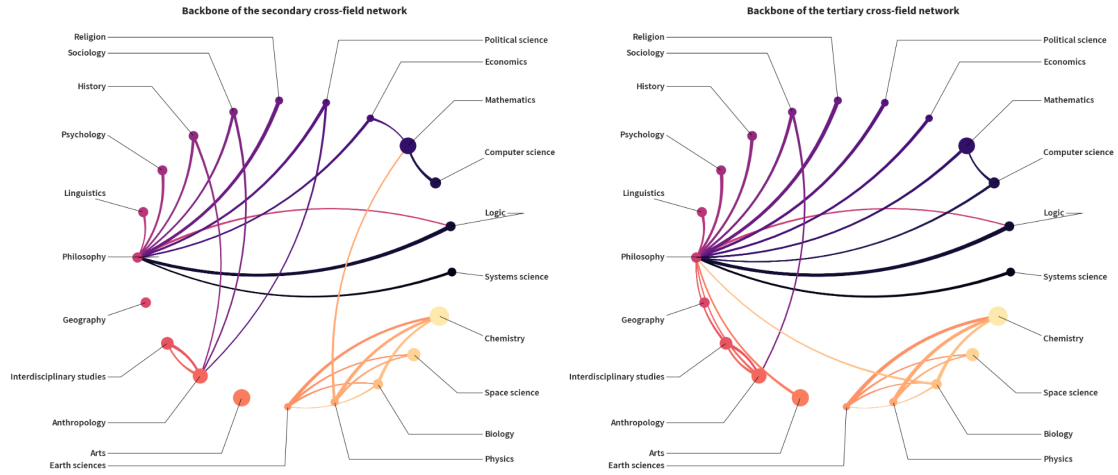 Backbone of the secondary cross-field network
Religion
Sociology
History
Psychology
Linguistics
Philosophy
Geography
Interdisciplinary studies
Anthropology
Arts
Earth sciences
Political science
Economics
Mathematics
Computer science
Logic
Systems science
Chemistry
Space science
Biology
Physics
Backbone of the tertiary cross-field network
Religion
Sociology
History
Psychology
Linguistics
Philosophy
Geography
Interdisciplinary studies
Anthropology
Arts
Earth sciences
Political science
Economics
Mathematics
Computer science
Logic
Systems science
Chemistry
Space science
Biology
Physics